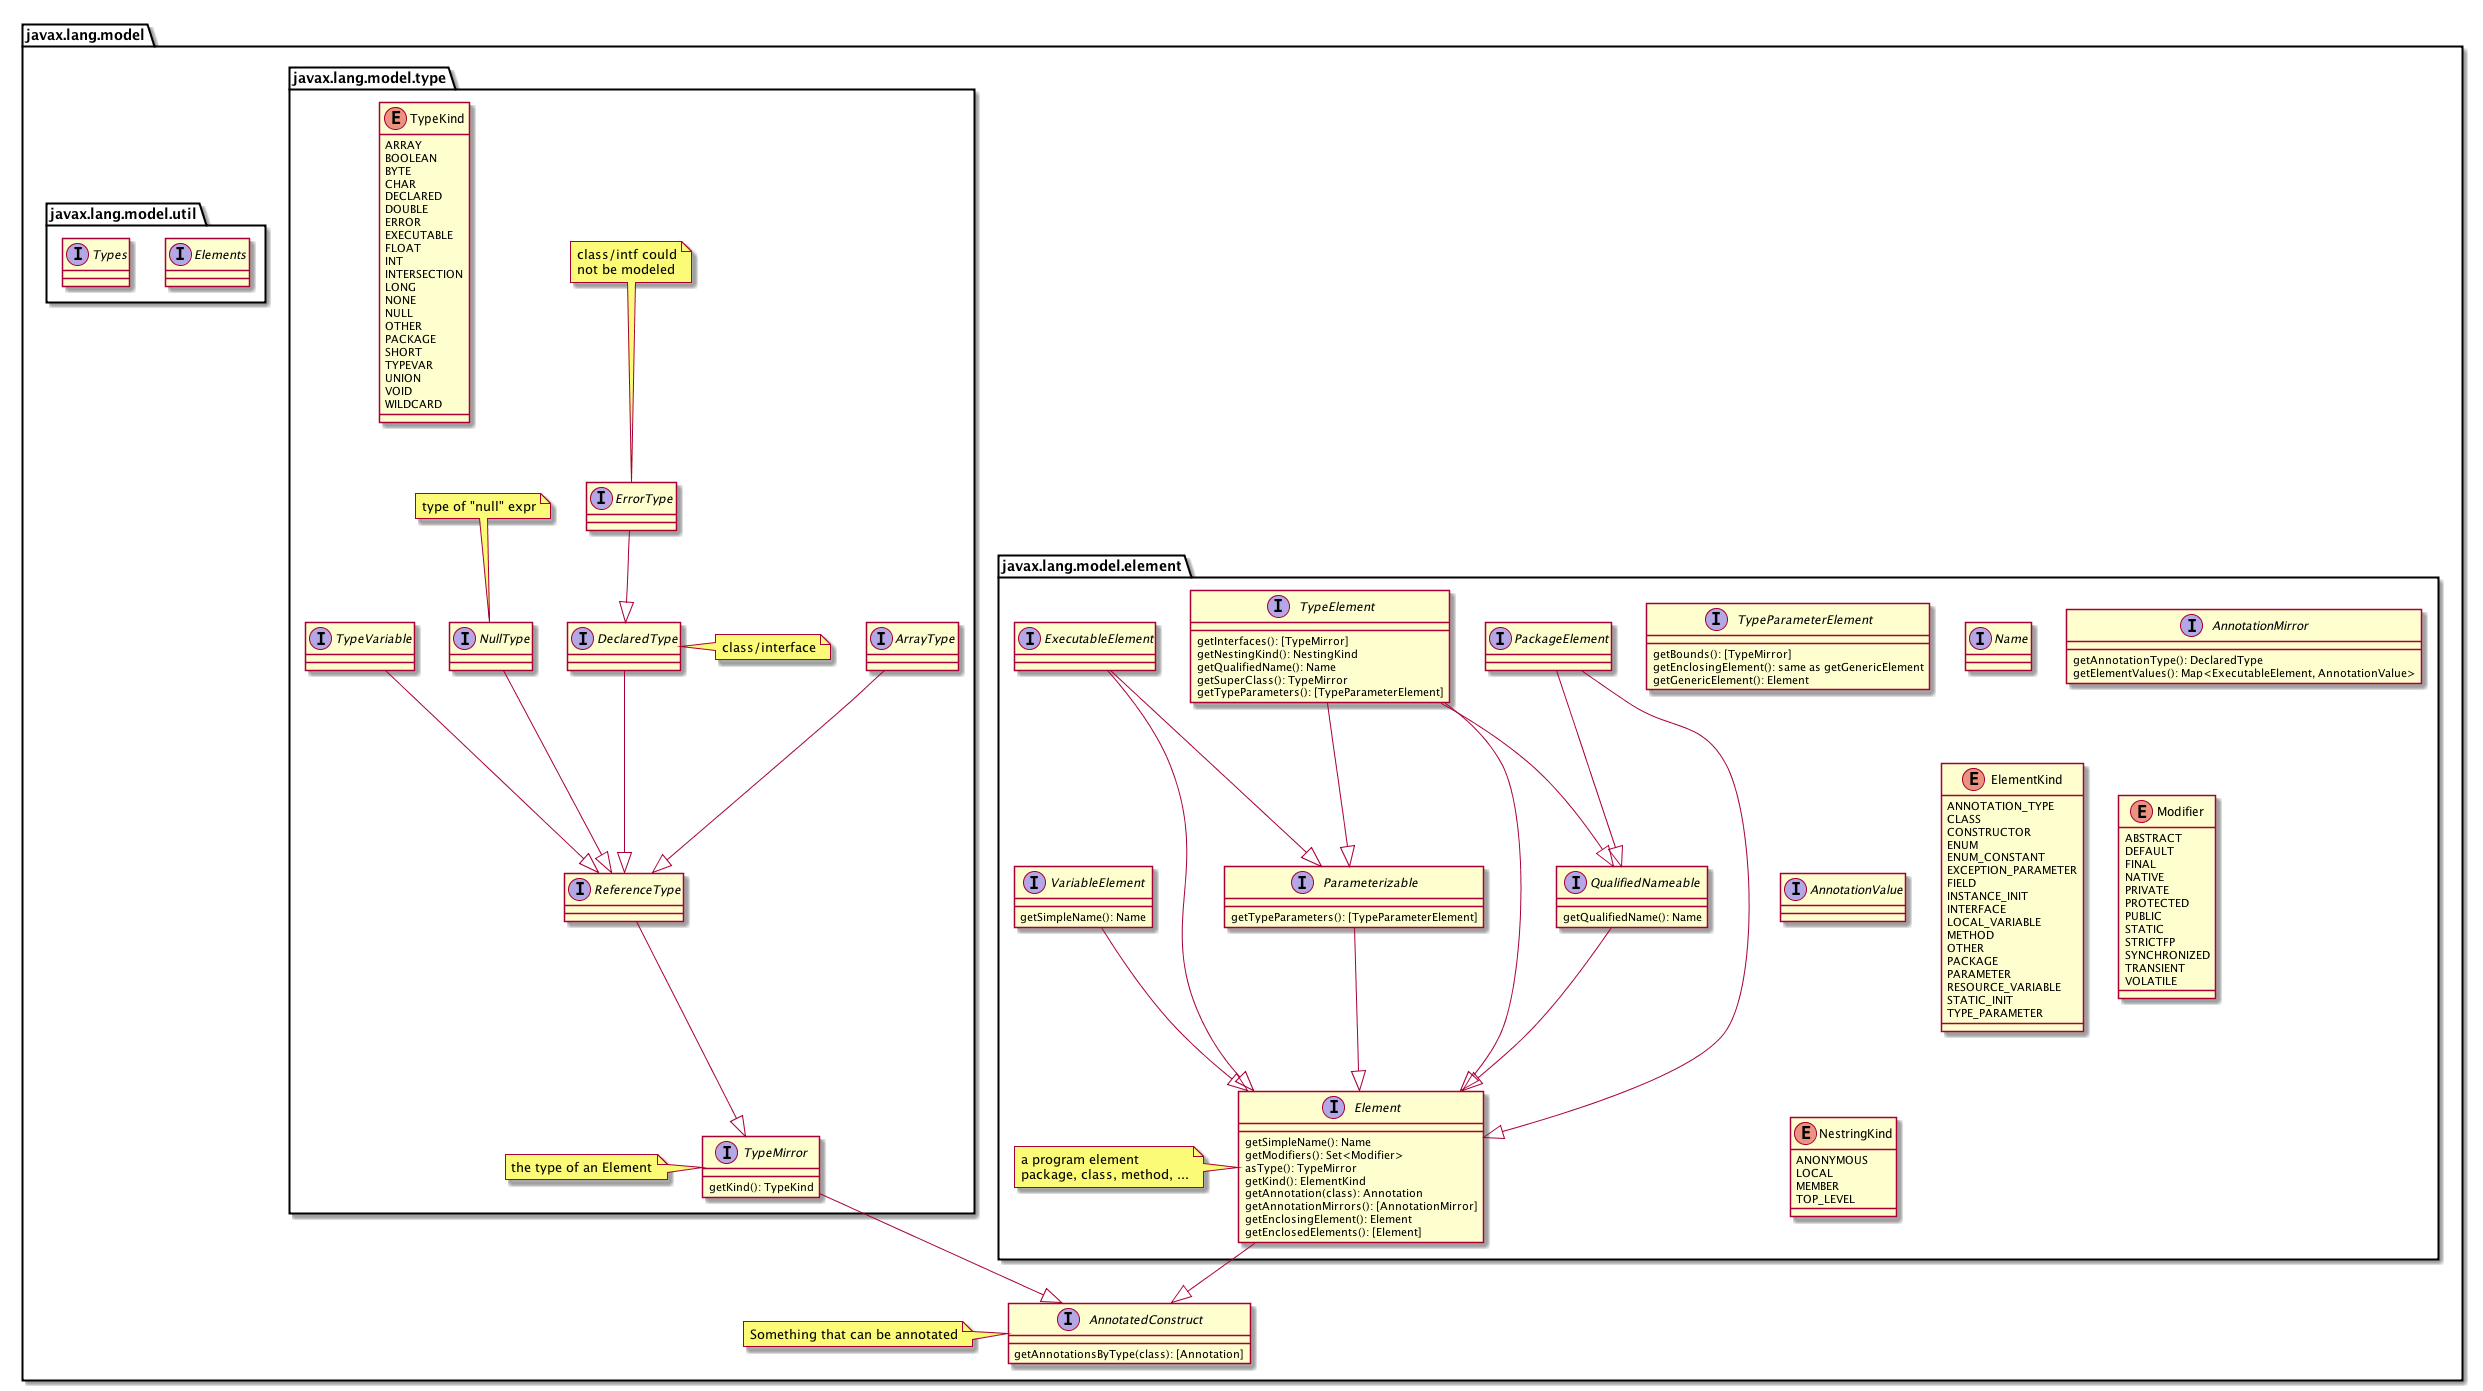 javax.lang.model
javax.lang.model.type
E TypeKind
ARRAY
BOOLEAN
BYTE
CHAR
DECLARED
DOUBLE
ERROR
EXECUTABLE
FLOAT
INT
INTERSECTION
LONG
NONE
NULL
OTHER
PACKAGE
SHORT
TYPEVAR
UNION
VOID
WILDCARD
javax.lang.model.util
I Types
I Elements
class/intf could
not be modeled
I ErrorType
type of "null" expr
I TypeVariable
I NullType
I DeclaredType
class/interface
I ArrayType
I ReferenceType
the type of an Element
I TypeMirror
getKind(): TypeKind
javax.lang.model.element
I ExecutableElement
I TypeElement
getInterfaces(): [TypeMirror]
getNestingKind(): NestingKind
getQualifiedName(): Name
getSuperClass(): TypeMirror
getTypeParameters(): [TypeParameterElement]
I PackageElement
I TypeParameterElement
getBounds(): [TypeMirror]
getEnclosingElement(): same as getGenericElement
getGenericElement(): Element
I Name
I AnnotationMirror
getAnnotationType(): DeclaredType
getElementValues(): Map<ExecutableElement, AnnotationValue>
I VariableElement
getSimpleName(): Name
I Parameterizable
getTypeParameters(): [TypeParameterElement]
I QualifiedNameable
getQualifiedName(): Name
I AnnotationValue
E ElementKind
ANNOTATION_TYPE
CLASS
CONSTRUCTOR
ENUM
ENUM_CONSTANT
EXCEPTION_PARAMETER
FIELD
INSTANCE_INIT
INTERFACE
LOCAL_VARIABLE
METHOD
OTHER
PACKAGE
PARAMETER
RESOURCE_VARIABLE
STATIC_INIT
TYPE_PARAMETER
E Modifier
ABSTRACT
DEFAULT
FINAL
NATIVE
PRIVATE
PROTECTED
PUBLIC
STATIC
STRICTFP
SYNCHRONIZED
TRANSIENT
VOLATILE
a program element
package, class, method, ...
I Element
getSimpleName(): Name
getModifiers(): Set<Modifier>
asType(): TypeMirror
getKind(): ElementKind
getAnnotation(class): Annotation
getAnnotationMirrors(): [AnnotationMirror]
getEnclosingElement(): Element
getEnclosedElements(): [Element]
E NestringKind
ANONYMOUS
LOCAL
MEMBER
TOP_LEVEL
Something that can be annotated
I AnnotatedConstruct
getAnnotationsByType(class): [Annotation]